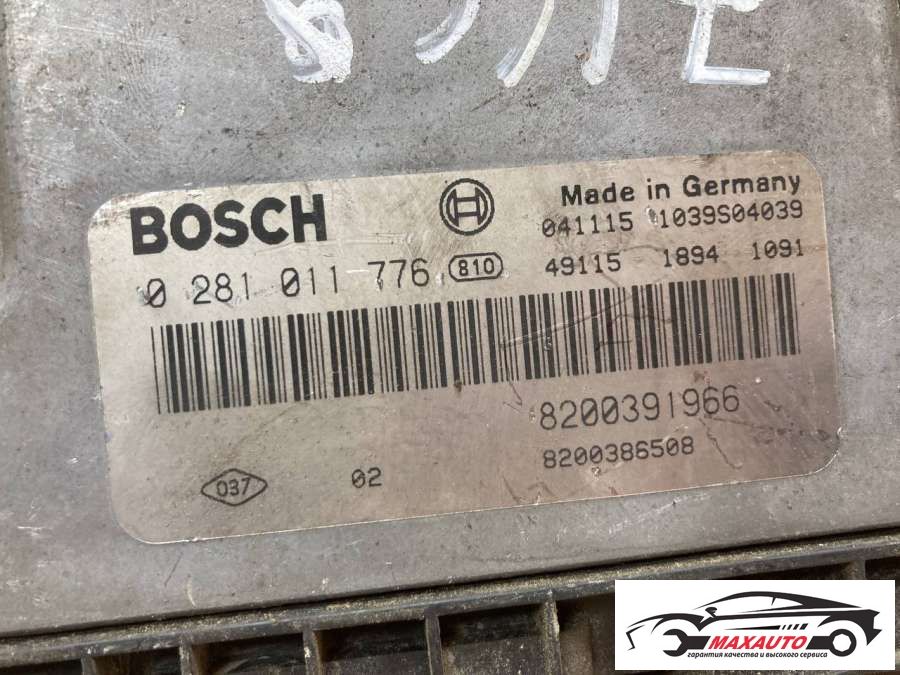 BOSCH
Made in Germany
041115 1039S04039
0 281 011 776 810
49115 1894 1091
8200391966
8200386508
037
02
MAXAUTO
гарантия качества и высокого сервиса